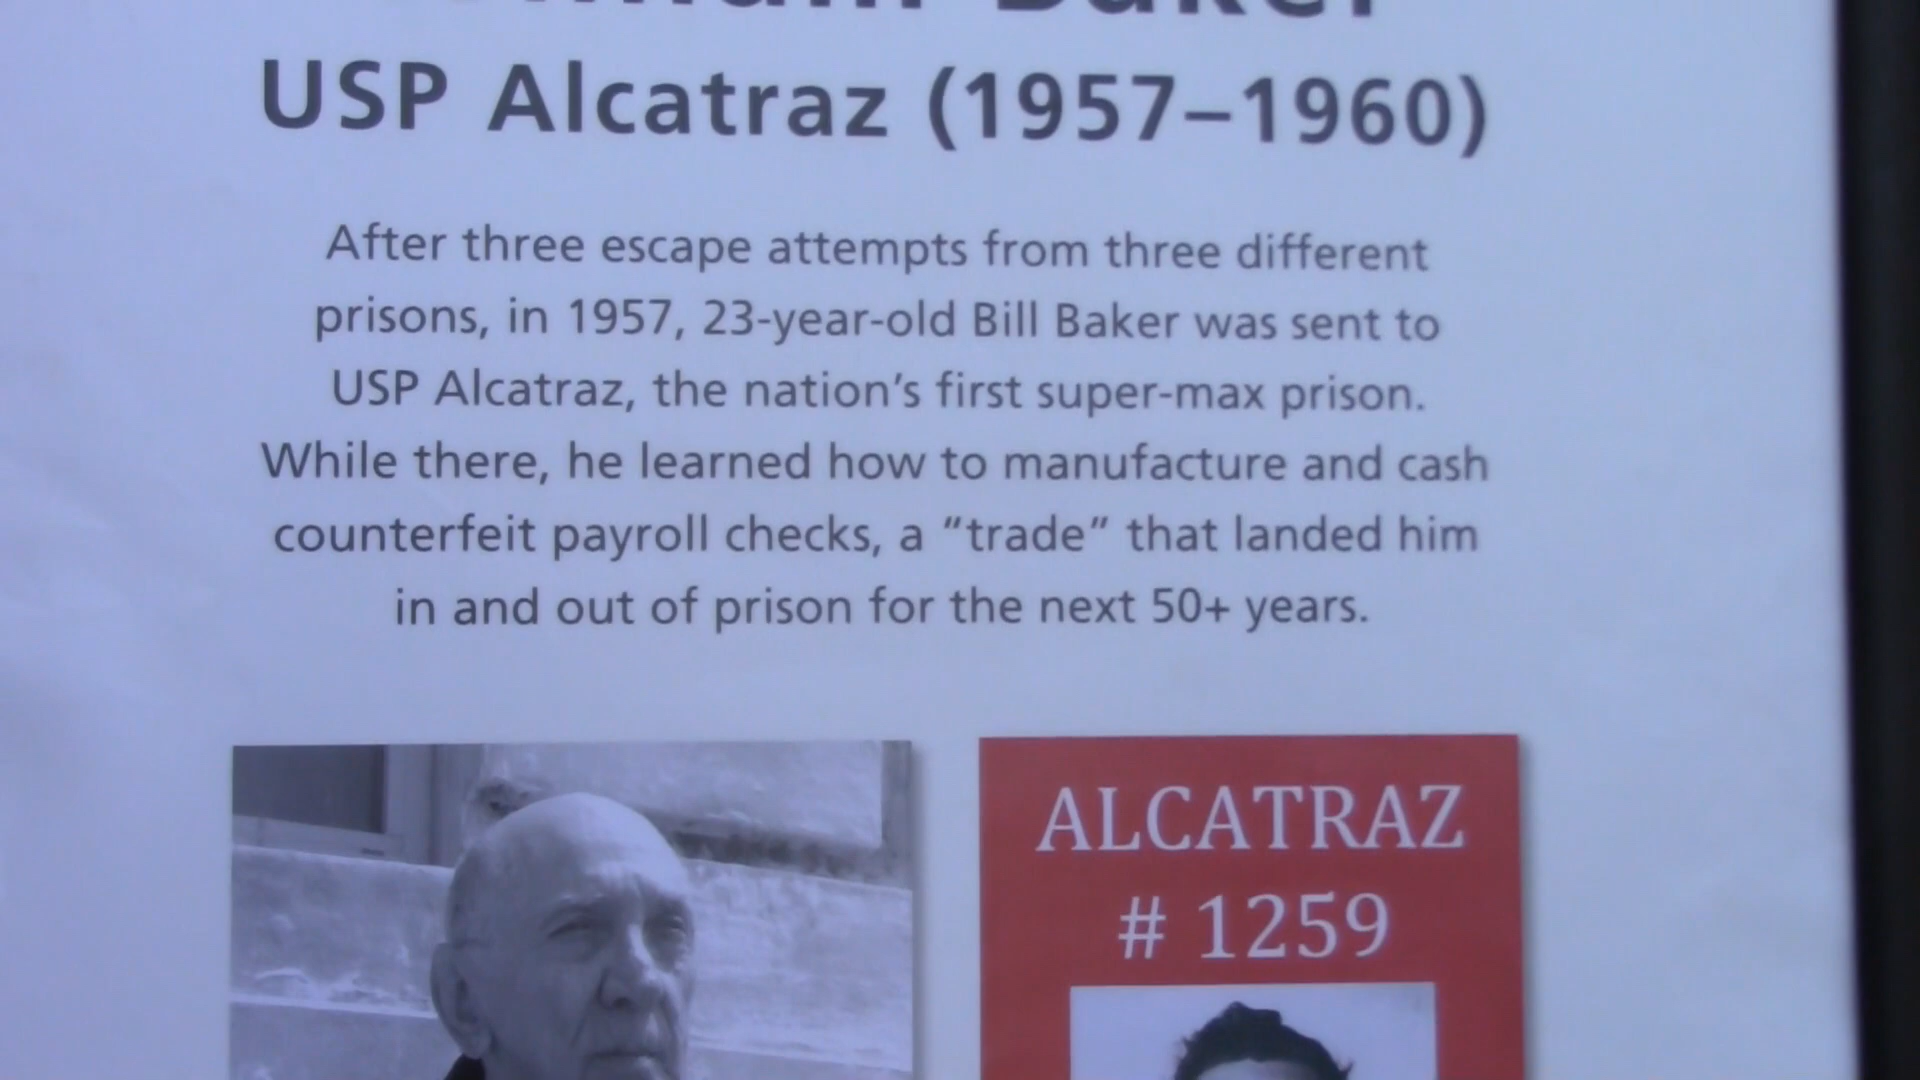 Baker
USP Alcatraz (1957–1960)
After three escape attempts from three different
prisons, in 1957, 23-year-old Bill Baker was sent to
USP Alcatraz, the nation’s first super-max prison.
While there, he learned how to manufacture and cash
counterfeit payroll checks, a “trade” that landed him
in and out of prison for the next 50+ years.
ALCATRAZ
# 1259